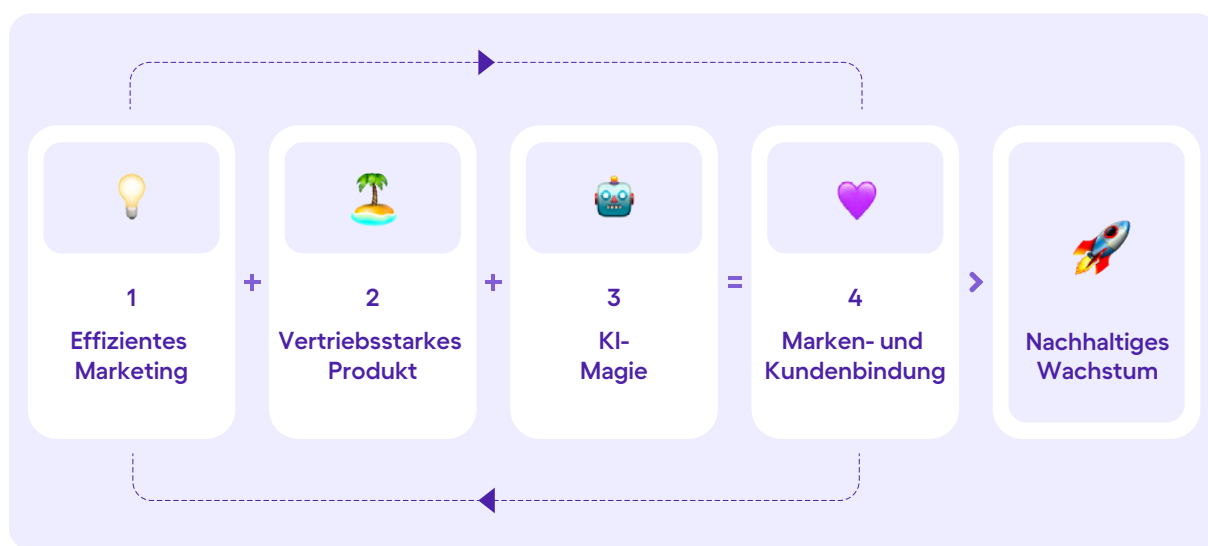 1
Effizientes
Marketing
+
2
Vertriebsstarkes
Produkt
+
3
KI-
Magie
=
4
Marken- und
Kundenbindung
>
Nachhaltiges
Wachstum